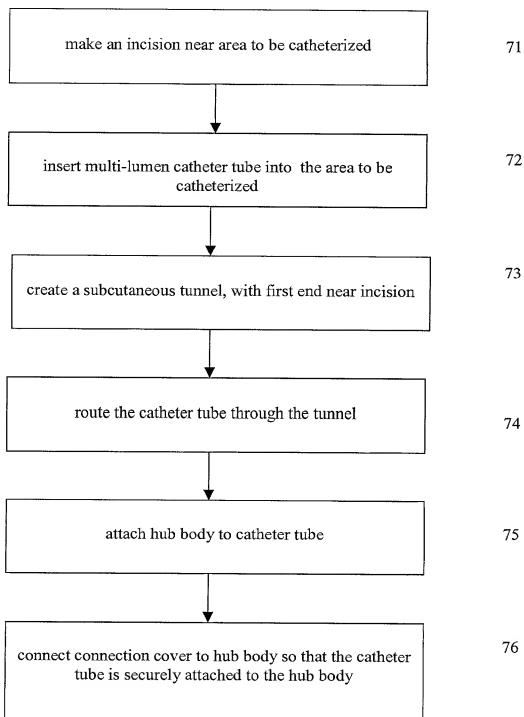 make an incision near area to be catheterized
71
insert multi-lumen catheter tube into the area to be
catheterized
72
create a subcutaneous tunnel, with first end near incision
73
route the catheter tube through the tunnel
74
attach hub body to catheter tube
75
connect connection cover to hub body so that the catheter
tube is securely attached to the hub body
76